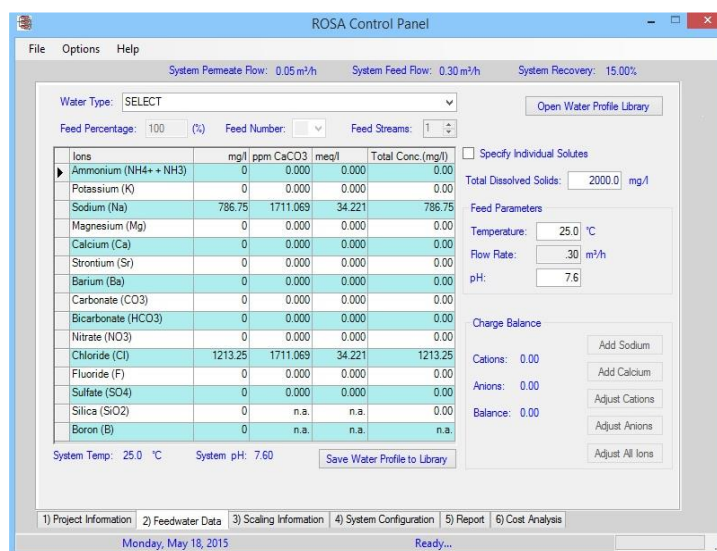 ROSA Control Panel
File Options Help
System Permeate Flow: 0.05 m³/h System Feed Flow: 0.30 m³/h System Recovery: 15.00%
Water Type: SELECT Open Water Profile Library
Feed Percentage: 100 (%) Feed Number: Feed Streams: 1
Ions mg/l ppm CaCO3 meq/l Total Conc.(mg/l)
Ammonium (NH4+ + NH3) 0 0.000 0.000 0.00
Potassium (K) 0 0.000 0.000 0.00
Sodium (Na) 786.75 1711.069 34.221 786.75
Magnesium (Mg) 0 0.000 0.000 0.00
Calcium (Ca) 0 0.000 0.000 0.00
Strontium (Sr) 0 0.000 0.000 0.00
Barium (Ba) 0 0.000 0.000 0.00
Carbonate (CO3) 0 0.000 0.000 0.00
Bicarbonate (HCO3) 0 0.000 0.000 0.00
Nitrate (NO3) 0 0.000 0.000 0.00
Chloride (Cl) 1213.25 1711.069 34.221 1213.25
Fluoride (F) 0 0.000 0.000 0.00
Sulfate (SO4) 0 0.000 0.000 0.00
Silica (SiO2) 0 n.a. n.a. 0.00
Boron (B) 0 n.a. n.a. n.a.
Specify Individual Solutes
Total Dissolved Solids: 2000.0 mg/l
Feed Parameters
Temperature: 25.0 °C
Flow Rate: .30 m³/h
pH: 7.6
Charge Balance
Cations: 0.00
Anions: 0.00
Balance: 0.00
Add Sodium
Add Calcium
Adjust Cations
Adjust Anions
Adjust All Ions
System Temp: 25.0 °C System pH: 7.60 Save Water Profile to Library
1) Project Information 2) Feedwater Data 3) Scaling Information 4) System Configuration 5) Report 6) Cost Analysis
Monday, May 18, 2015 Ready...